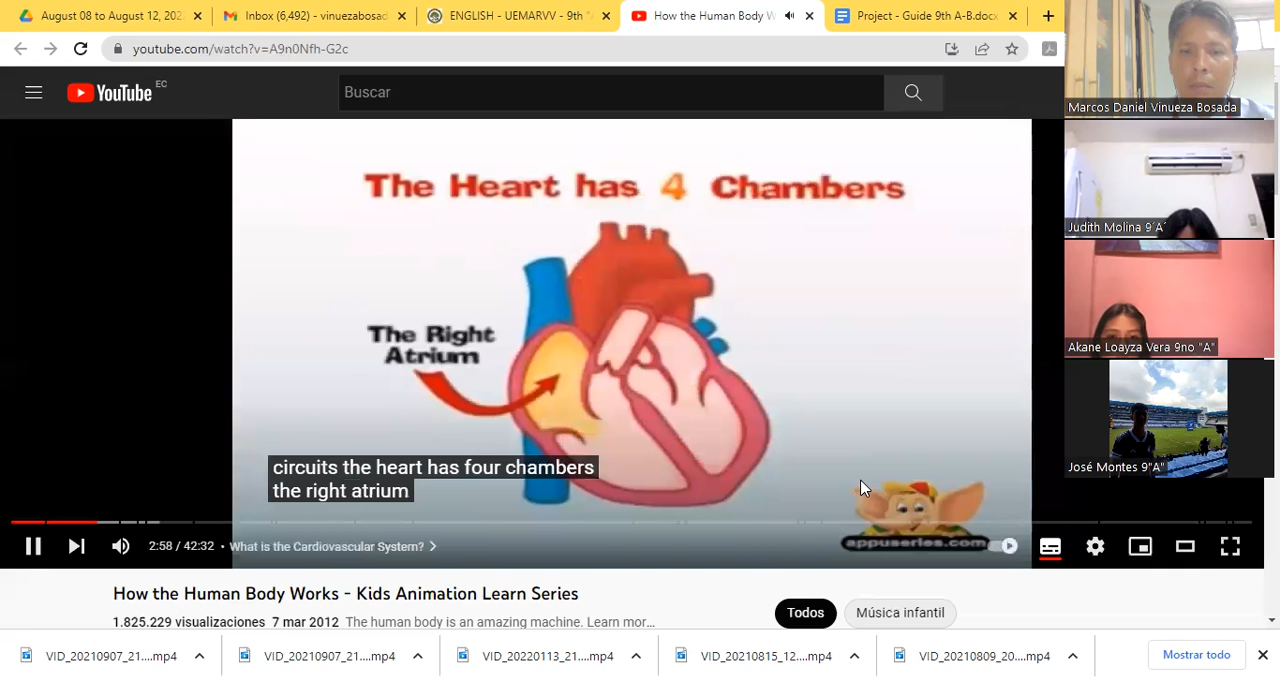 August 08 to August 12, 202
Inbox (6,492) - vinuezabosad
ENGLISH - UEMARVV - 9th "
How the Human Body W
Project - Guide 9th A-B.docx
youtube.com/watch?v=A9n0Nfh-G2c
YouTube EC
Buscar
Marcos Daniel Vinueza Bosada
Judith Molina 9´A´
Akane Loayza Vera 9no "A"
José Montes 9"A"
The Heart has 4 Chambers
The Right
Atrium
circuits the heart has four chambers
the right atrium
appuseries.com
2:58 / 42:32 • What is the Cardiovascular System?
How the Human Body Works - Kids Animation Learn Series
1.825.229 visualizaciones 7 mar 2012 The human body is an amazing machine. Learn mor...
Todos
Música infantil
VID_20210907_21....mp4
VID_20210907_21....mp4
VID_20220113_21....mp4
VID_20210815_12....mp4
VID_20210809_20....mp4
Mostrar todo